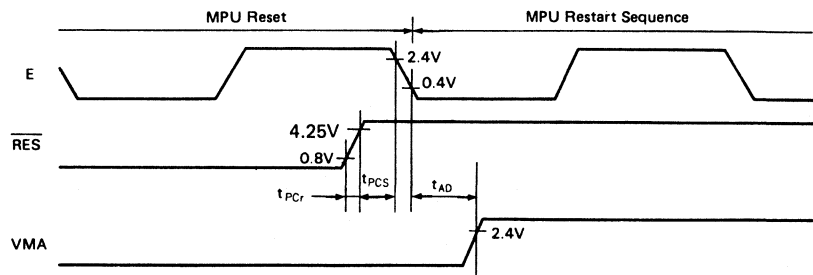 MPU Reset
MPU Restart Sequence
E
2.4V
0.4V
RES
4.25V
0.8V
tPCr
tPCS
tAD
VMA
2.4V